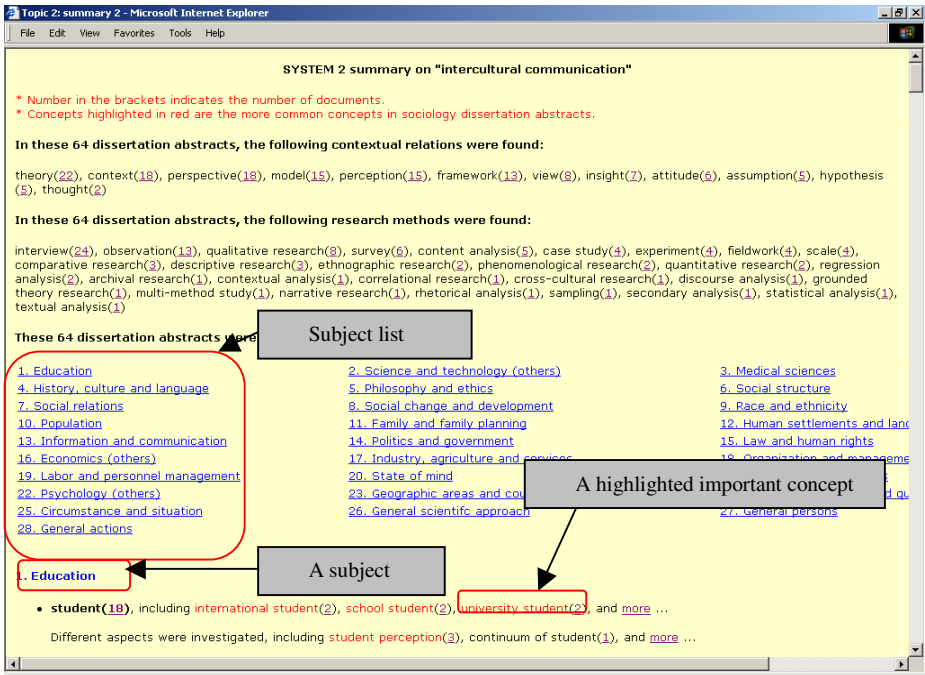 Topic 2: summary 2 - Microsoft Internet Explorer
File Edit View Favorites Tools Help
SYSTEM 2 summary on "intercultural communication"
* Number in the brackets indicates the number of documents.
* Concepts highlighted in red are the more common concepts in sociology dissertation abstracts.
In these 64 dissertation abstracts, the following contextual relations were found:
theory(22), context(18), perspective(18), model(15), perception(15), framework(13), view(8), insight(7), attitude(6), assumption(5), hypothesis
(5), thought(2)
In these 64 dissertation abstracts, the following research methods were found:
interview(24), observation(13), qualitative research(8), survey(6), content analysis(5), case study(4), experiment(4), fieldwork(4), scale(4),
comparative research(3), descriptive research(3), ethnographic research(2), phenomenological research(2), quantitative research(2), regression
analysis(2), archival research(1), contextual analysis(1), correlational research(1), cross-cultural research(1), discourse analysis(1), grounded
theory research(1), multi-method study(1), narrative research(1), rhetorical analysis(1), sampling(1), secondary analysis(1), statistical analysis(1),
textual analysis(1)
These 64 dissertation abstracts were
Subject list
1. Education 2. Science and technology (others) 3. Medical sciences
4. History, culture and language 5. Philosophy and ethics 6. Social structure
7. Social relations 8. Social change and development 9. Race and ethnicity
10. Population 11. Family and family planning 12. Human settlements and land
13. Information and communication 14. Politics and government 15. Law and human rights
16. Economics (others) 17. Industry, agriculture and services 18. Organization and manageme
19. Labor and personnel management 20. State of mind s
22. Psychology (others) 23. Geographic areas and cou d qu
25. Circumstance and situation 26. General scientifc approach 27. General persons
28. General actions
A highlighted important concept
A subject
1. Education
• student(18), including international student(2), school student(2), university student(2), and more ...
Different aspects were investigated, including student perception(3), continuum of student(1), and more ...